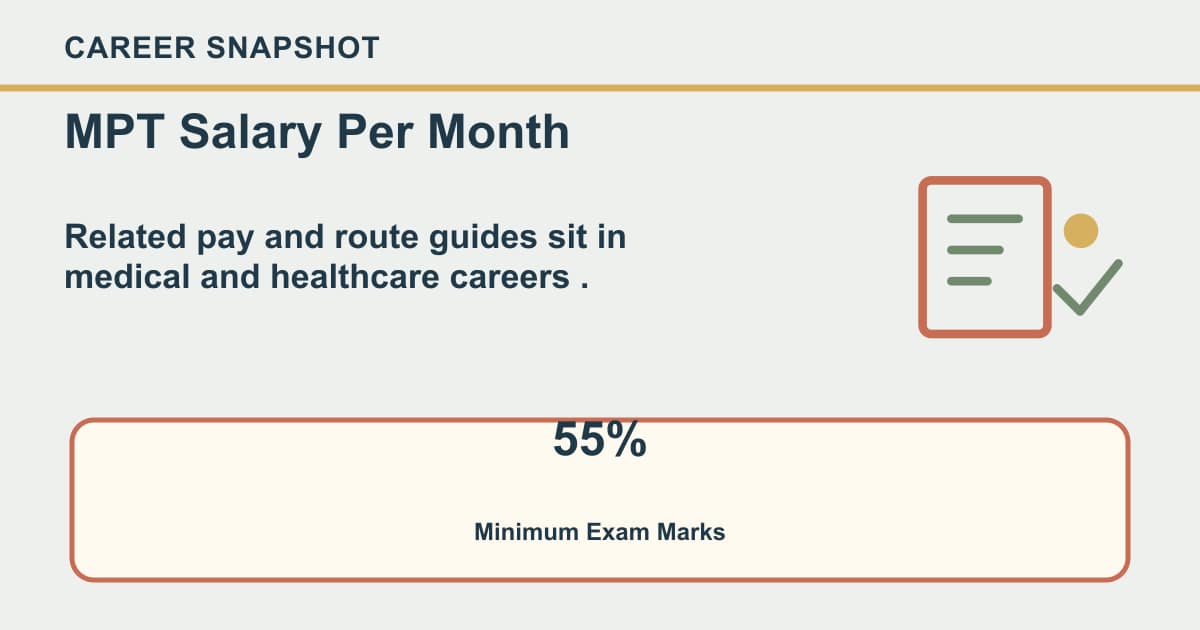 CAREER SNAPSHOT
MPT Salary Per Month
Related pay and route guides sit in
medical and healthcare careers .
55%
Minimum Exam Marks